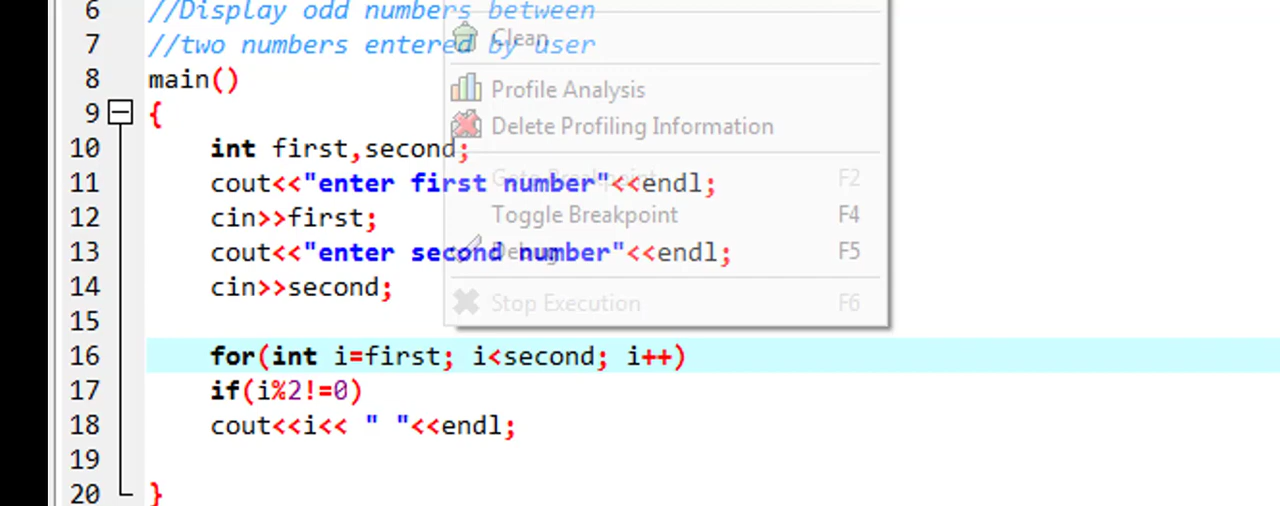 6 //Display odd numbers between
7 //two numbers entered by user
Clean
8 main()
Profile Analysis
9 {
Delete Profiling Information
10 int first,second;
Goto Breakpoint F2
11 cout<<"enter first number"<<endl;
12 cin>>first;
Toggle Breakpoint F4
13 cout<<"enter second number"<<endl;
Debug F5
14 cin>>second;
Stop Execution F6
15
16 for(int i=first; i<second; i++)
17 if(i%2!=0)
18 cout<<i<< " "<<endl;
19
20 }